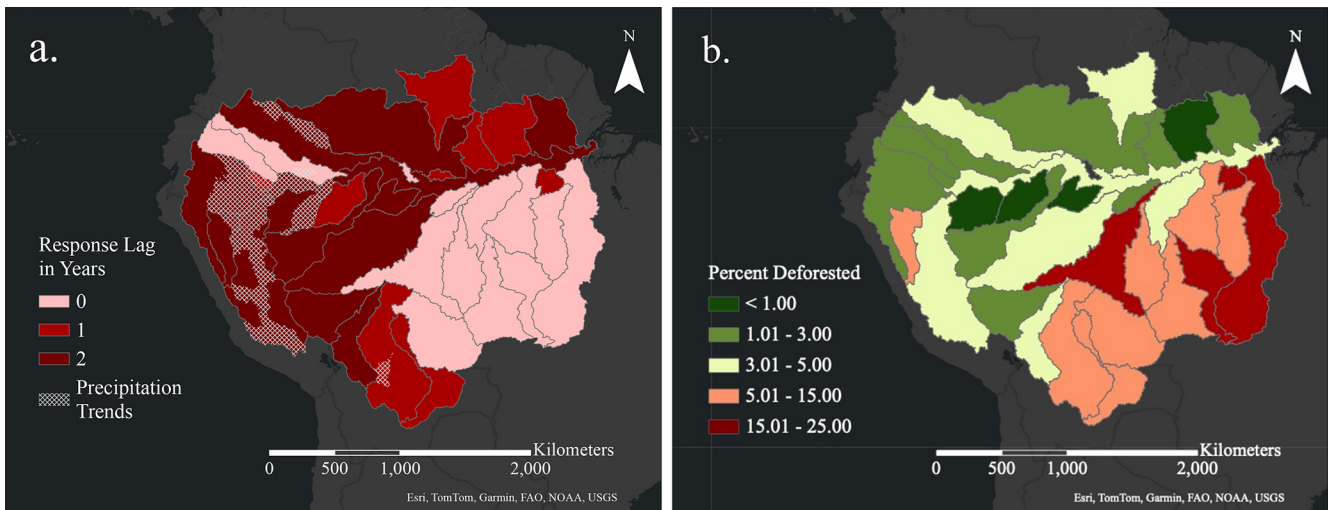 a.
N
Response Lag
in Years
0
1
2
Precipitation
Trends
Kilometers
0 500 1,000 2,000
Esri, TomTom, Garmin, FAO, NOAA, USGS
b.
N
Percent Deforested
< 1.00
1.01 - 3.00
3.01 - 5.00
5.01 - 15.00
15.01 - 25.00
Kilometers
0 500 1,000 2,000
Esri, TomTom, Garmin, FAO, NOAA, USGS